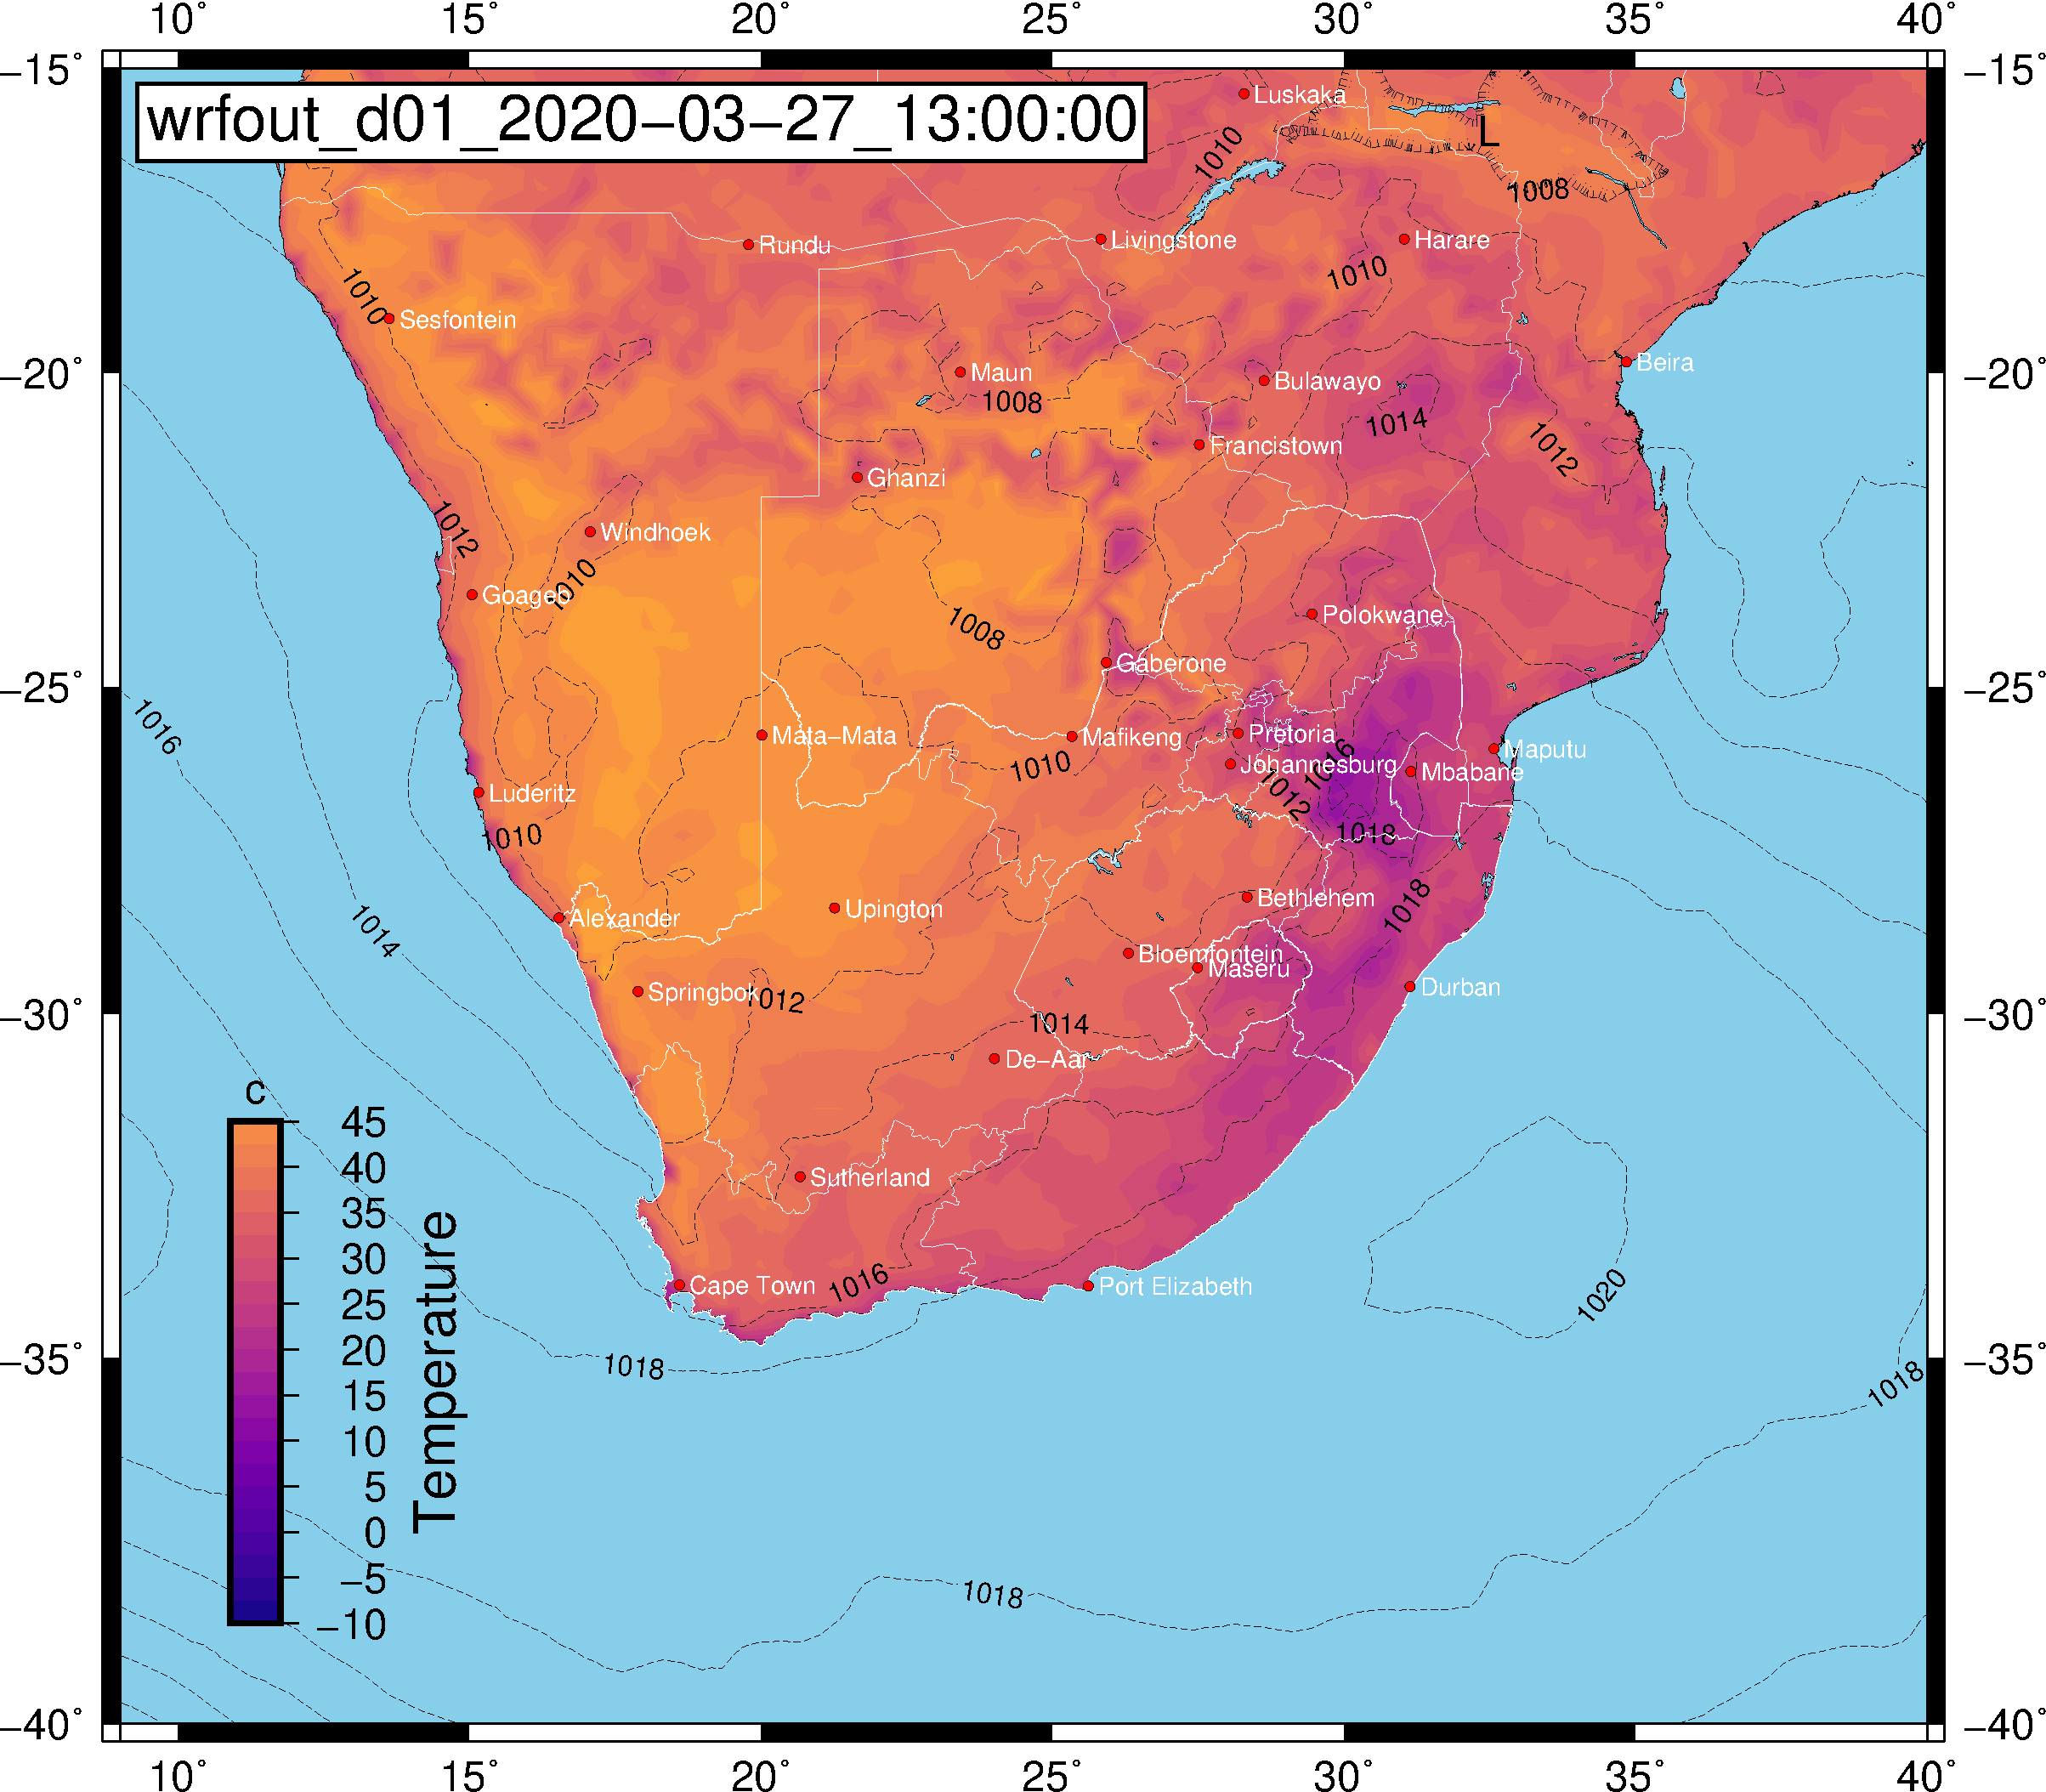 10° 15° 20° 25° 30° 35° 40°
−15° −15°
wrfout_d01_2020−03−27_13:00:00
Luskaka
L
1010
1008
Rundu
Livingstone
Harare
1010
1010
Sesfontein
Maun
Beira
Bulawayo
1008
1014
1012
−20° −20°
Francistown
Ghanzi
1012
Windhoek
1010
Goageb
1008
Polokwane
Gaberone
−25° −25°
1016
Mata−Mata
Mafikeng
Pretoria
Maputu
1010
Johannesburg
1016
Mbabane
1012
Luderitz
1010
1018
Bethlehem
1018
Upington
Alexander
1014
Bloemfontein
Maseru
Durban
Springbok
1012
1014
−30° −30°
De−Aar
c
45
40
35
30
25
20
15
10
5
0
−5
−10
Temperature
Sutherland
Cape Town
1016
Port Elizabeth
1020
1018
1018
−35° −35°
1018
−40° −40°
10° 15° 20° 25° 30° 35° 40°